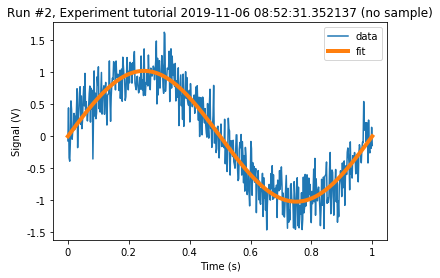 Run #2, Experiment tutorial 2019-11-06 08:52:31.352137 (no sample)
data
fit
Signal (V)
1.5
1
0.5
0
-0.5
-1
-1.5
0
0.2
0.4
0.6
0.8
1
Time (s)